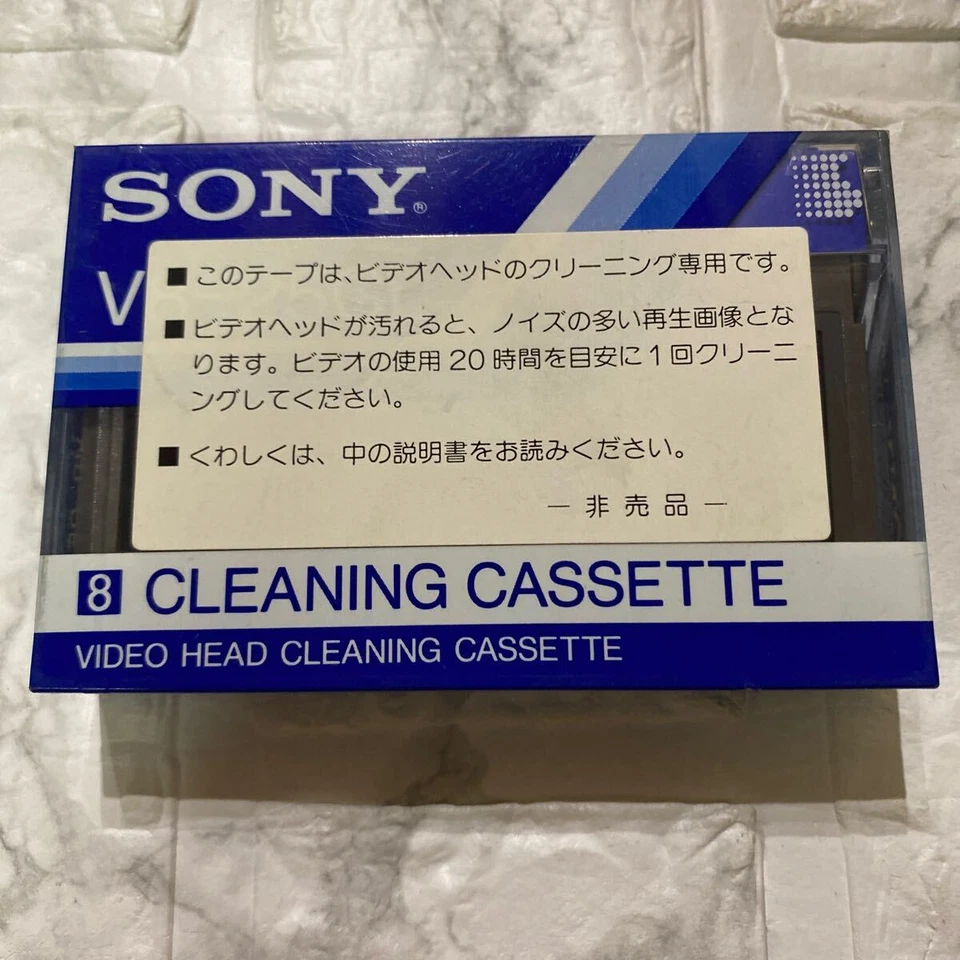 SONY®
V
■ このテープは、ビデオヘッドのクリーニング専用です。
■ ビデオヘッドが汚れると、ノイズの多い再生画像とな
ります。ビデオの使用20時間を目安に1回クリーニ
ングしてください。
■ くわしくは、中の説明書をお読みください。
— 非売品 —
8 CLEANING CASSETTE
VIDEO HEAD CLEANING CASSETTE